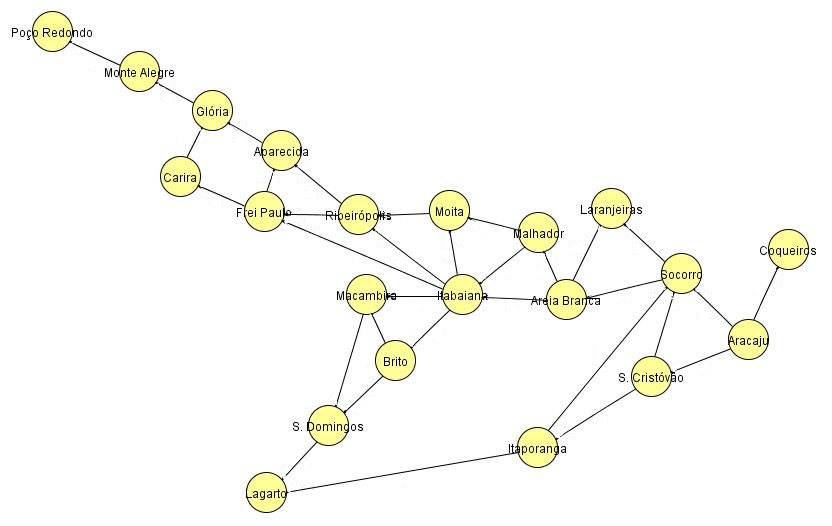 Poço Redondo
Monte Alegre
Glória
Aparecida
Carira
Frei Paulo
Ribeirópolis
Moita
Laranjeiras
Malhador
Coqueiros
Socorro
Macambira
Itabaiana
Areia Branca
Aracaju
Brito
S. Cristóvão
S. Domingos
Itaporanga
Lagarto